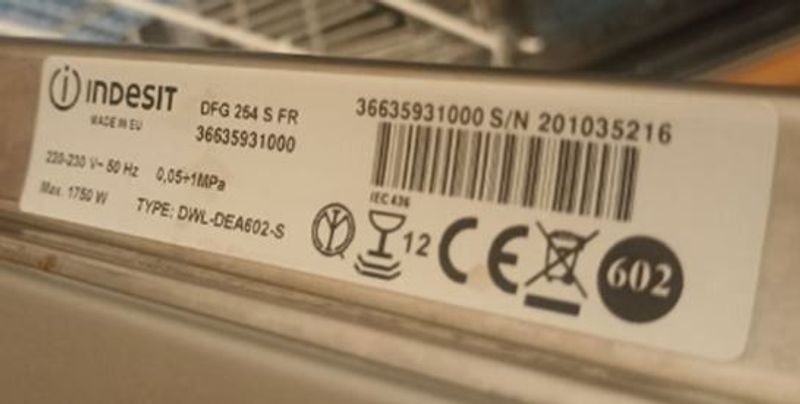 indesit
MADE IN EU
DFG 254 S FR
36635931000
220-230 V~ 50 Hz 0,05÷1MPa
Max. 1750 W TYPE: DWL-DEA602-S
36635931000 S/N 201035216
IEC 436
12
CE
602